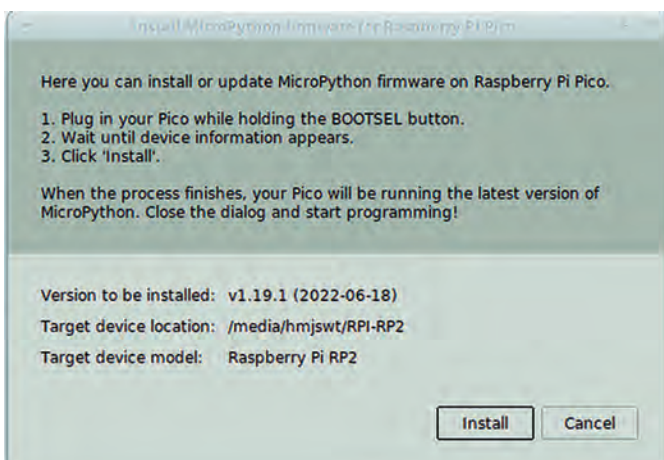 Install MicroPython firmware for Raspberry Pi Pico
Here you can install or update MicroPython firmware on Raspberry Pi Pico.
1. Plug in your Pico while holding the BOOTSEL button.
2. Wait until device information appears.
3. Click 'Install'.
When the process finishes, your Pico will be running the latest version of
MicroPython. Close the dialog and start programming!
Version to be installed: v1.19.1 (2022-06-18)
Target device location: /media/hmjswt/RPI-RP2
Target device model: Raspberry Pi RP2
Install Cancel